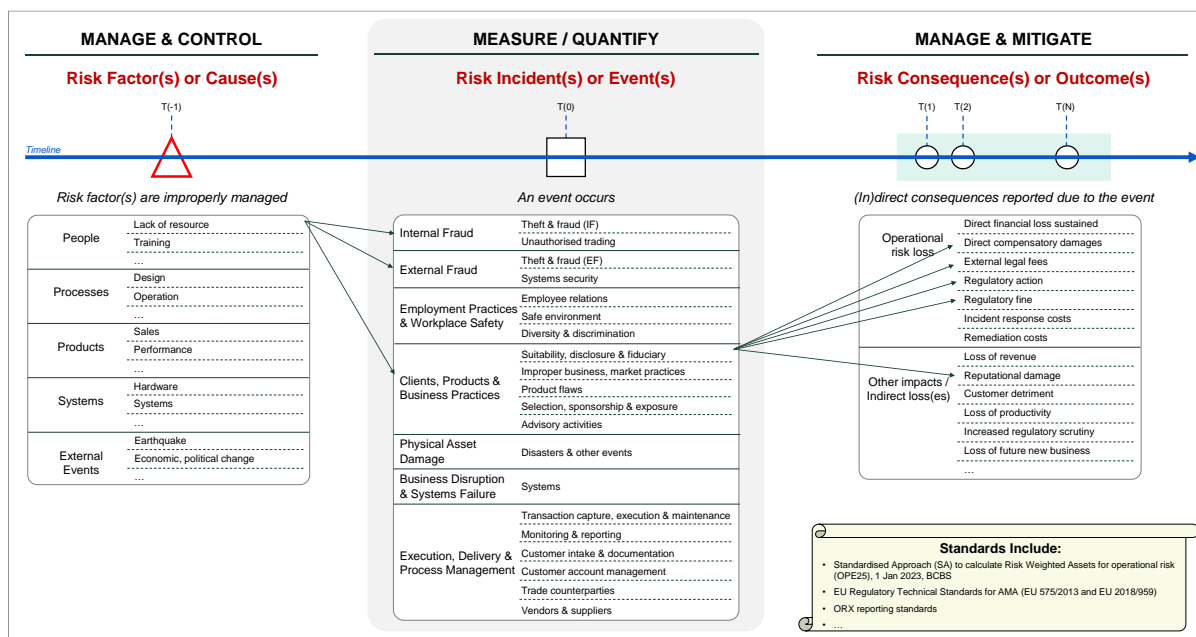 MANAGE & CONTROL
MEASURE / QUANTIFY
MANAGE & MITIGATE
Risk Factor(s) or Cause(s)
Risk Incident(s) or Event(s)
Risk Consequence(s) or Outcome(s)
T(-1)
T(0)
T(1)
T(2)
T(N)
Timeline
Risk factor(s) are improperly managed
An event occurs
(In)direct consequences reported due to the event
People
Lack of resource
Training
…
Processes
Design
Operation
…
Products
Sales
Performance
…
Systems
Hardware
Systems
…
External
Events
Earthquake
Economic, political change
…
Internal Fraud
Theft & fraud (IF)
Unauthorised trading
External Fraud
Theft & fraud (EF)
Systems security
Employment Practices
& Workplace Safety
Employee relations
Safe environment
Diversity & discrimination
Clients, Products &
Business Practices
Suitability, disclosure & fiduciary
Improper business, market practices
Product flaws
Selection, sponsorship & exposure
Advisory activities
Physical Asset
Damage
Disasters & other events
Business Disruption
& Systems Failure
Systems
Execution, Delivery &
Process Management
Transaction capture, execution & maintenance
Monitoring & reporting
Customer intake & documentation
Customer account management
Trade counterparties
Vendors & suppliers
Operational
risk loss
Direct financial loss sustained
Direct compensatory damages
External legal fees
Regulatory action
Regulatory fine
Incident response costs
Remediation costs
Other impacts /
Indirect loss(es)
Loss of revenue
Reputational damage
Customer detriment
Loss of productivity
Increased regulatory scrutiny
Loss of future new business
…
Standards Include:
• Standardised Approach (SA) to calculate Risk Weighted Assets for operational risk
(OPE25), 1 Jan 2023, BCBS
• EU Regulatory Technical Standards for AMA (EU 575/2013 and EU 2018/959)
• ORX reporting standards
• …